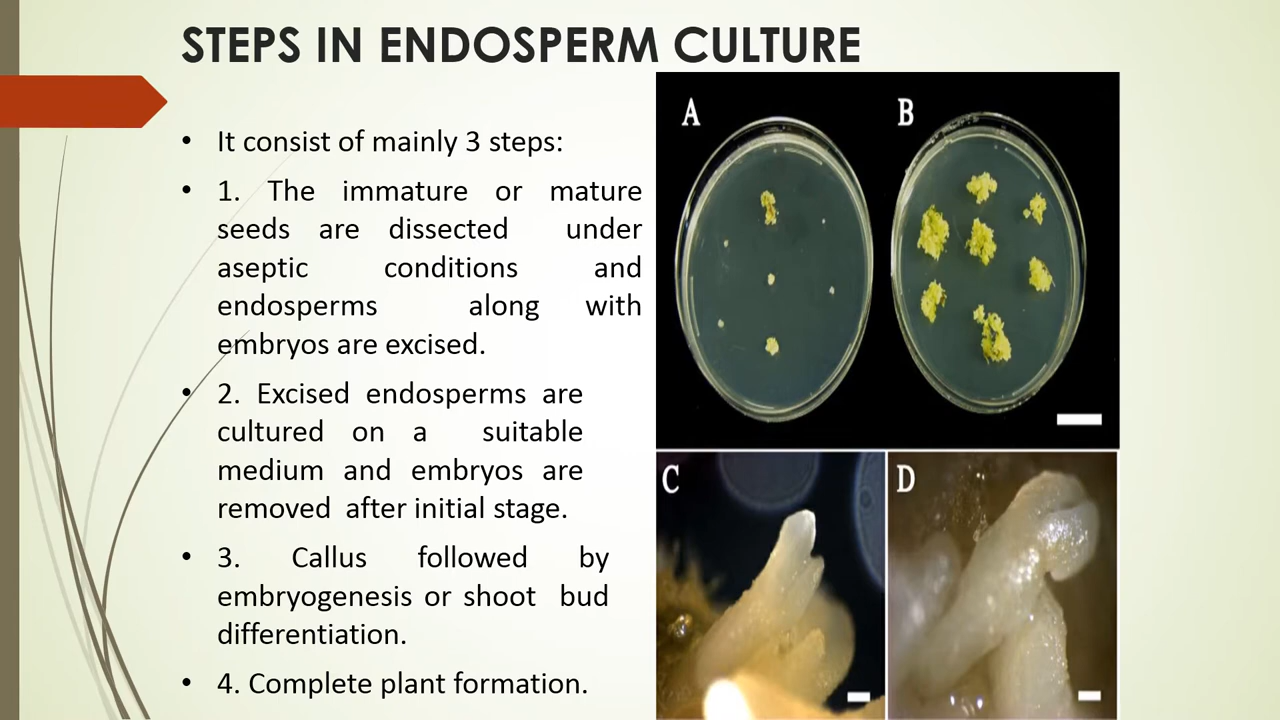 STEPS IN ENDOSPERM CULTURE
• It consist of mainly 3 steps:
• 1. The immature or mature
seeds are dissected under
aseptic conditions and
endosperms along with
embryos are excised.
• 2. Excised endosperms are
cultured on a suitable
medium and embryos are
removed after initial stage.
• 3. Callus followed by
embryogenesis or shoot bud
differentiation.
• 4. Complete plant formation.
A
B
C
D